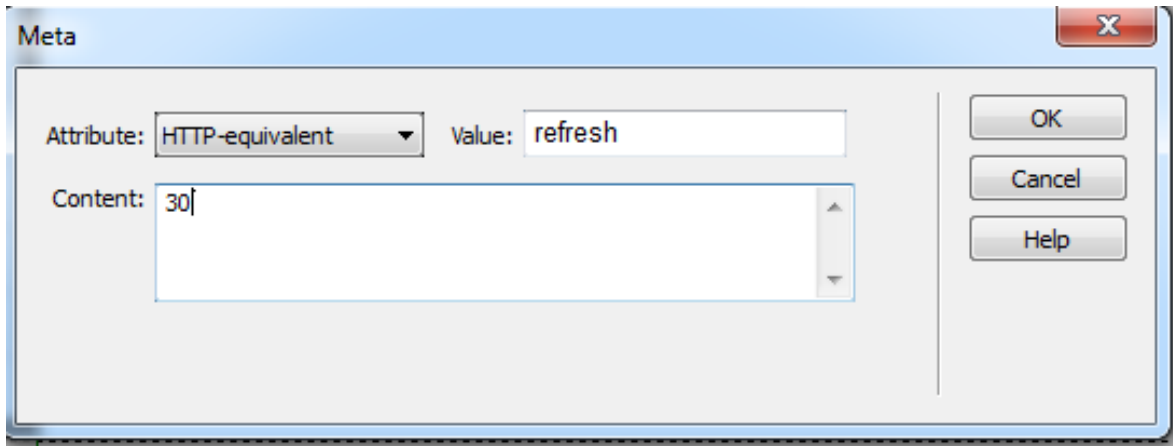 Meta
X
Attribute: HTTP-equivalent Value: refresh
Content: 30
OK
Cancel
Help